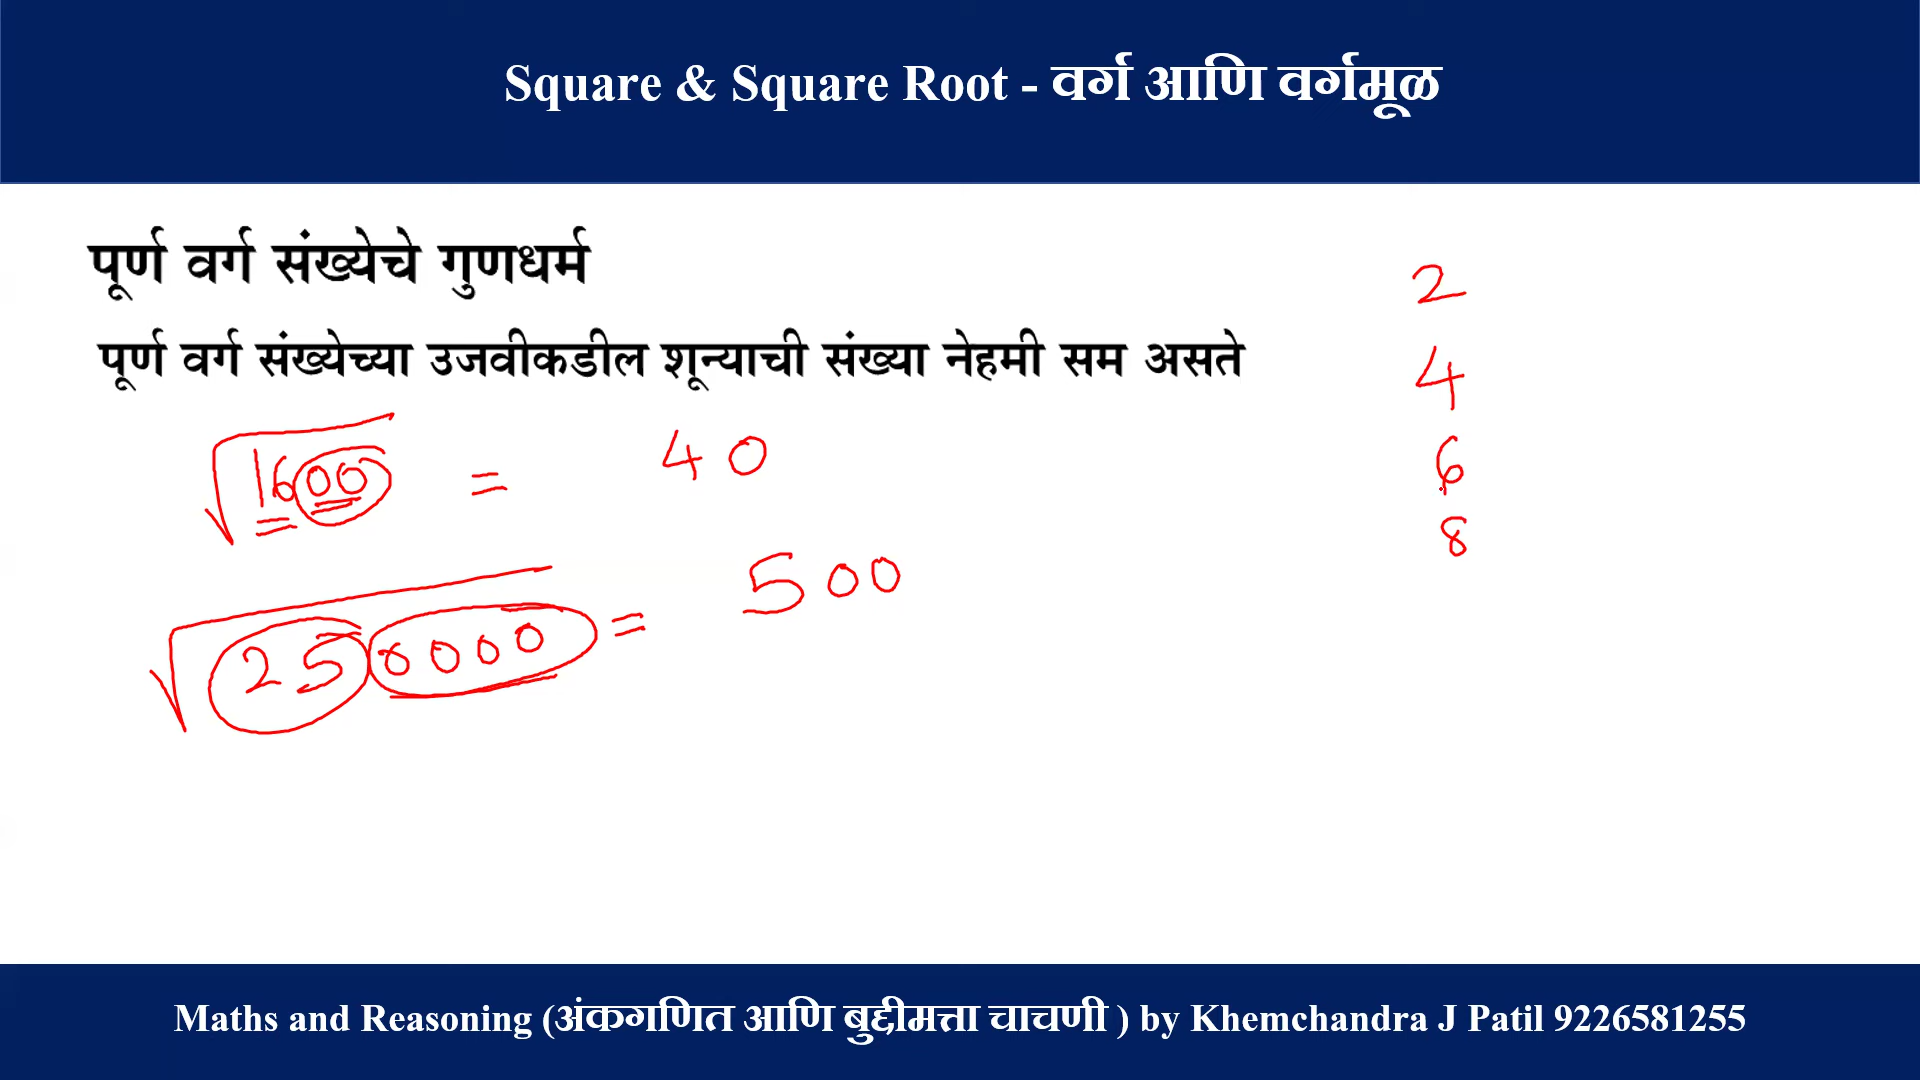 Square & Square Root - वर्ग आणि वर्गमूळ
पूर्ण वर्ग संख्येचे गुणधर्म
पूर्ण वर्ग संख्येच्या उजवीकडील शून्याची संख्या नेहमी सम असते
√1600 = 40
√250000 = 500
2
4
6
8
Maths and Reasoning (अंकगणित आणि बुद्दीमत्ता चाचणी ) by Khemchandra J Patil 9226581255